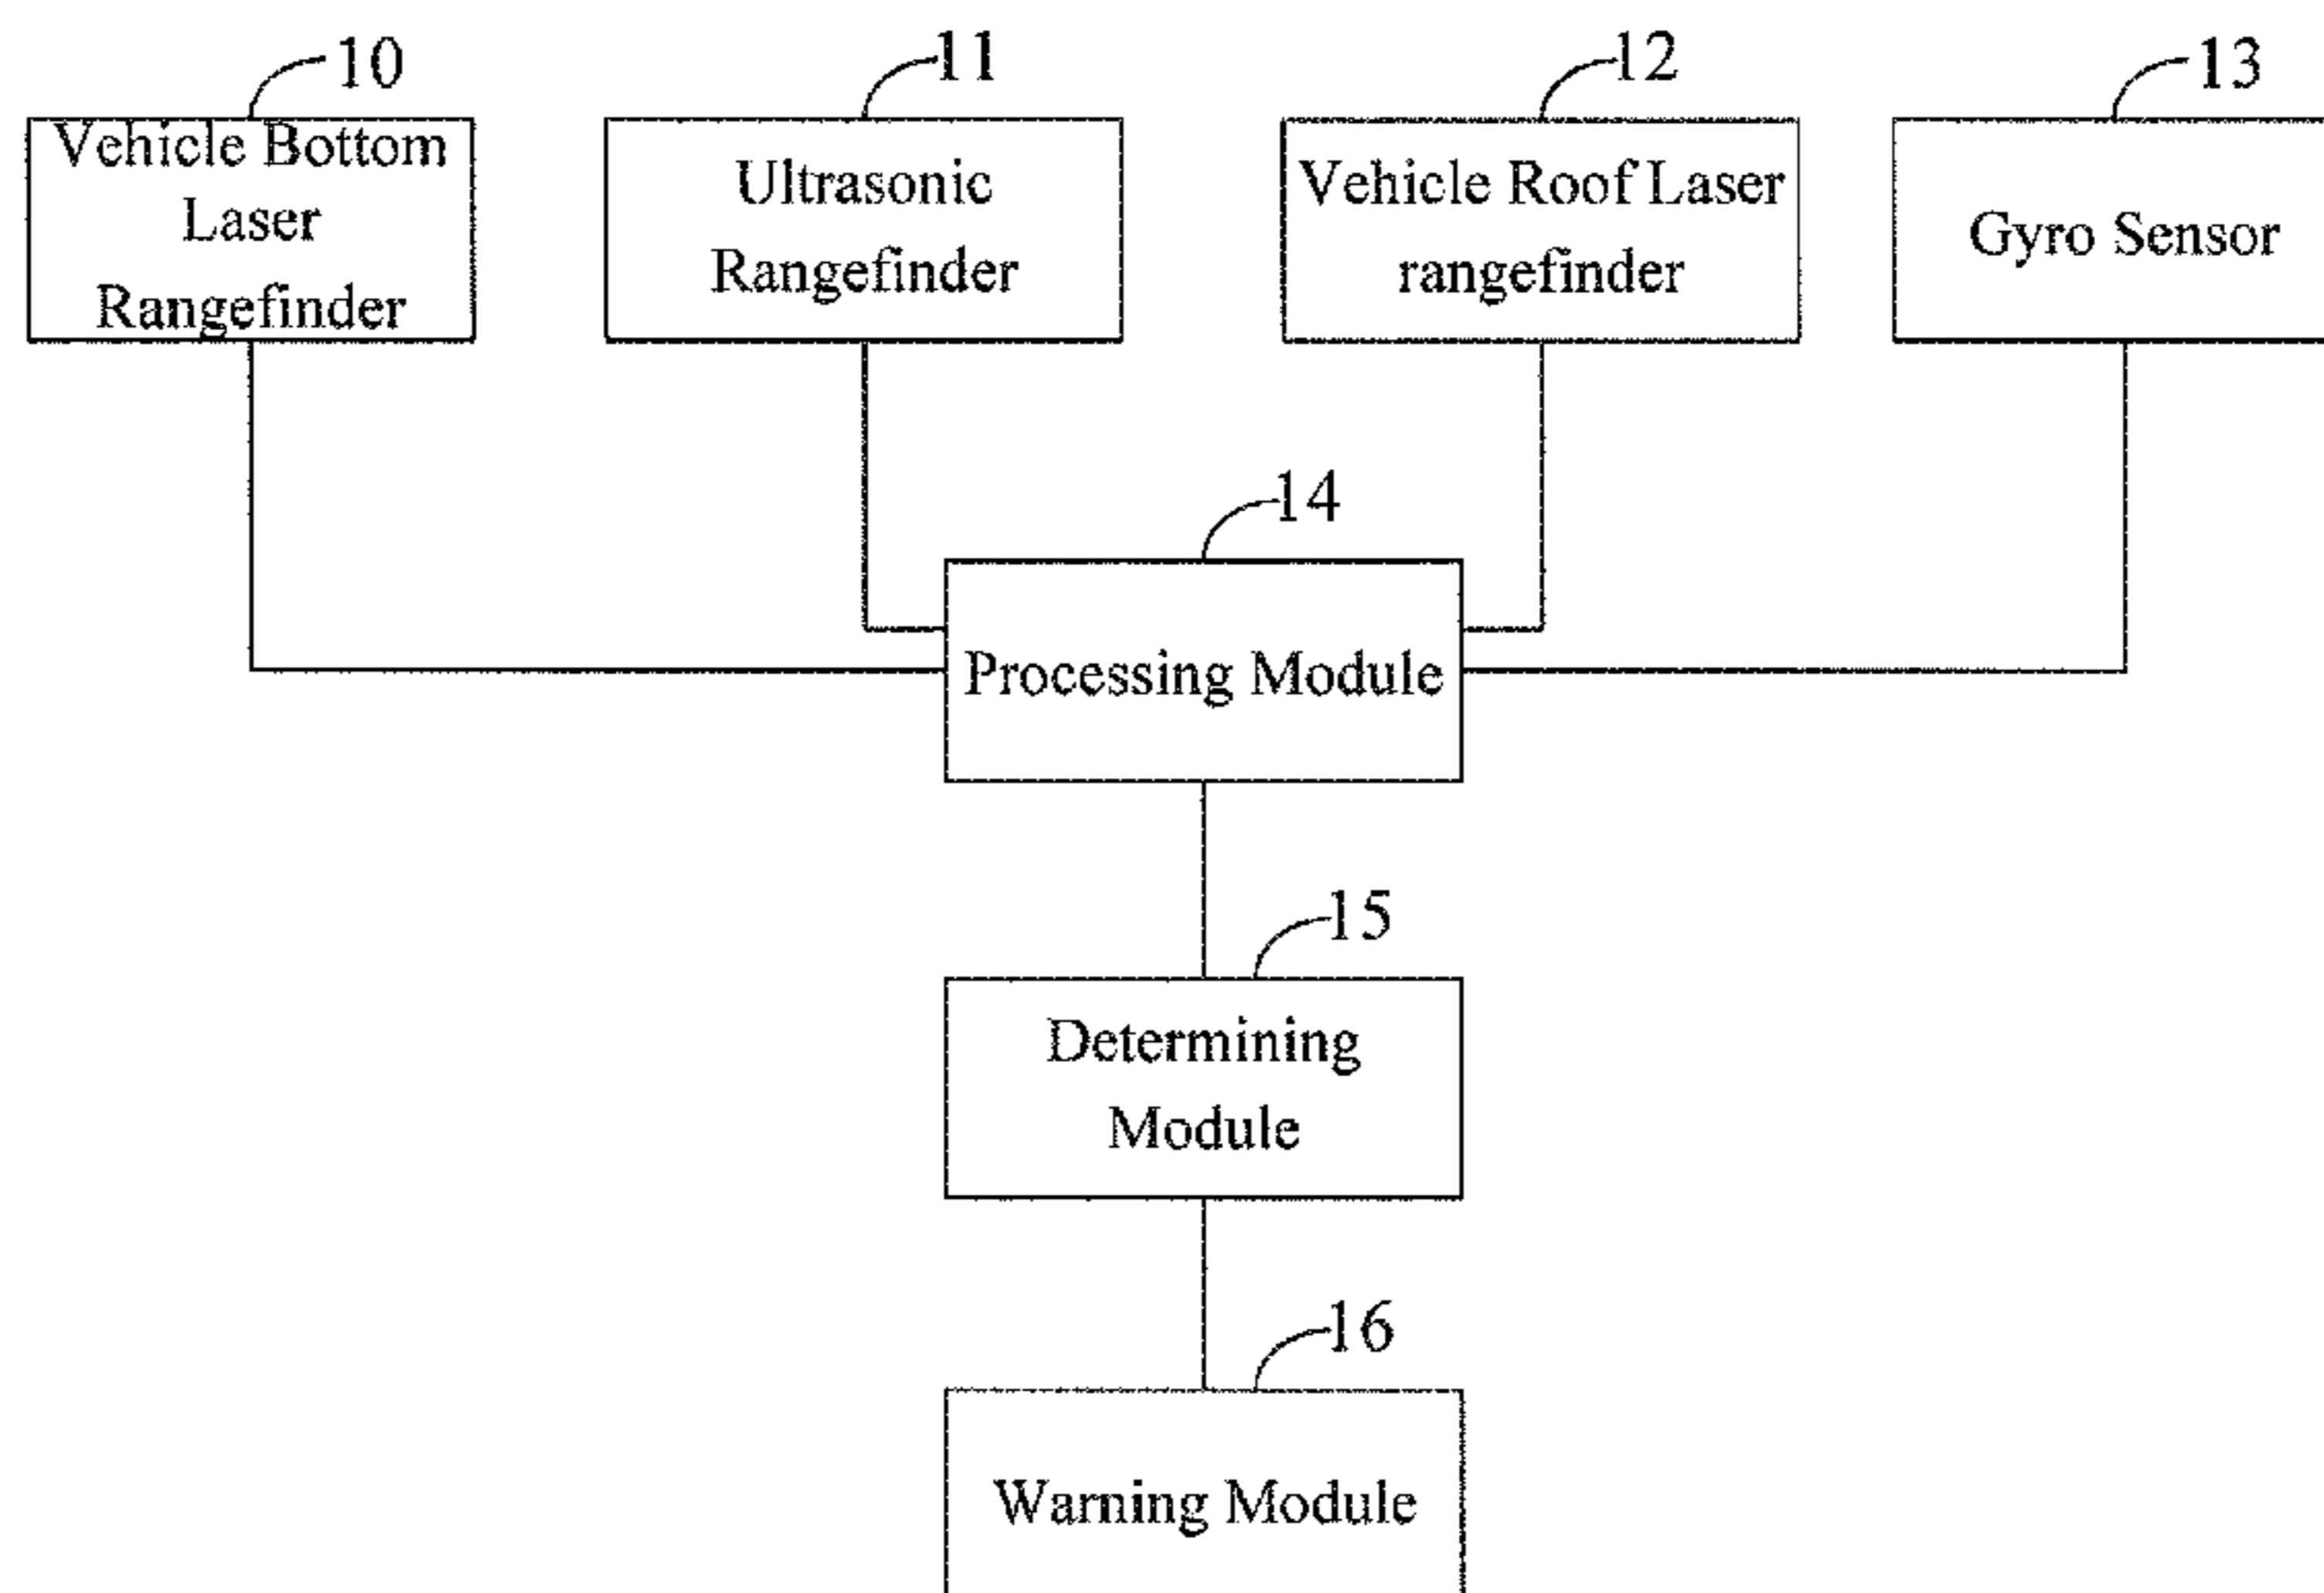 10
11
12
13
Vehicle Bottom
Laser
Rangefinder
Ultrasonic
Rangefinder
Vehicle Roof Laser
rangefinder
Gyro Sensor
14
Processing Module
15
Determining
Module
16
Warning Module